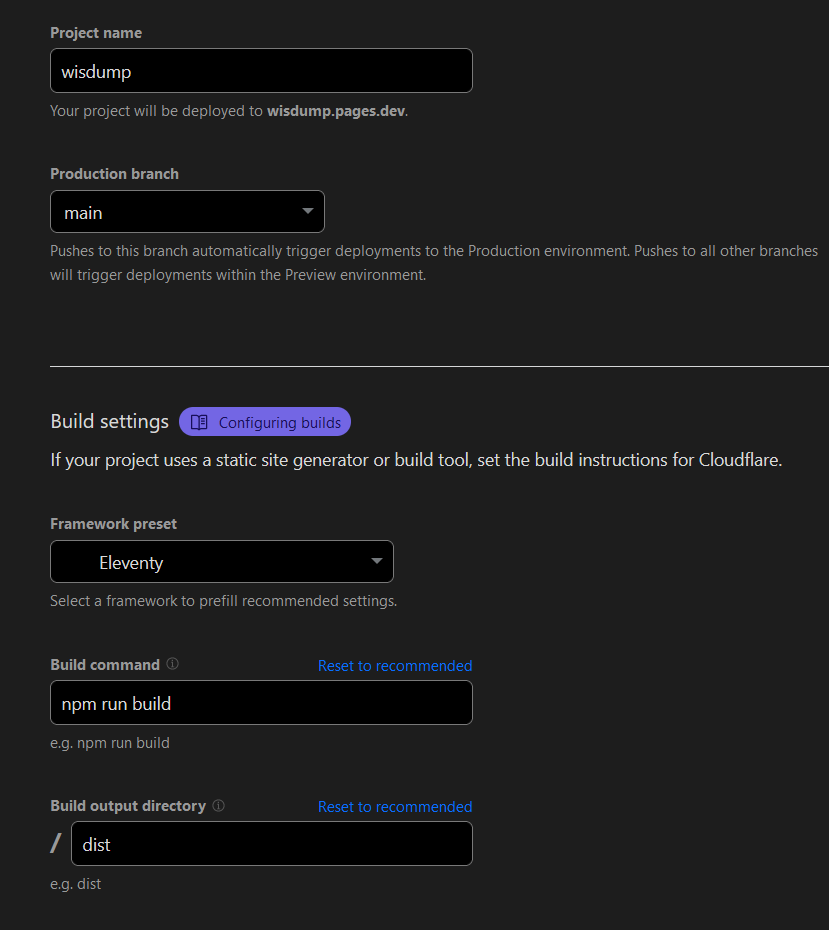 Project name
wisdump
Your project will be deployed to wisdump.pages.dev.
Production branch
main
Pushes to this branch automatically trigger deployments to the Production environment. Pushes to all other branches
will trigger deployments within the Preview environment.
Build settings Configuring builds
If your project uses a static site generator or build tool, set the build instructions for Cloudflare.
Framework preset
Eleventy
Select a framework to prefill recommended settings.
Build command Reset to recommended
npm run build
e.g. npm run build
Build output directory Reset to recommended
/ dist
e.g. dist